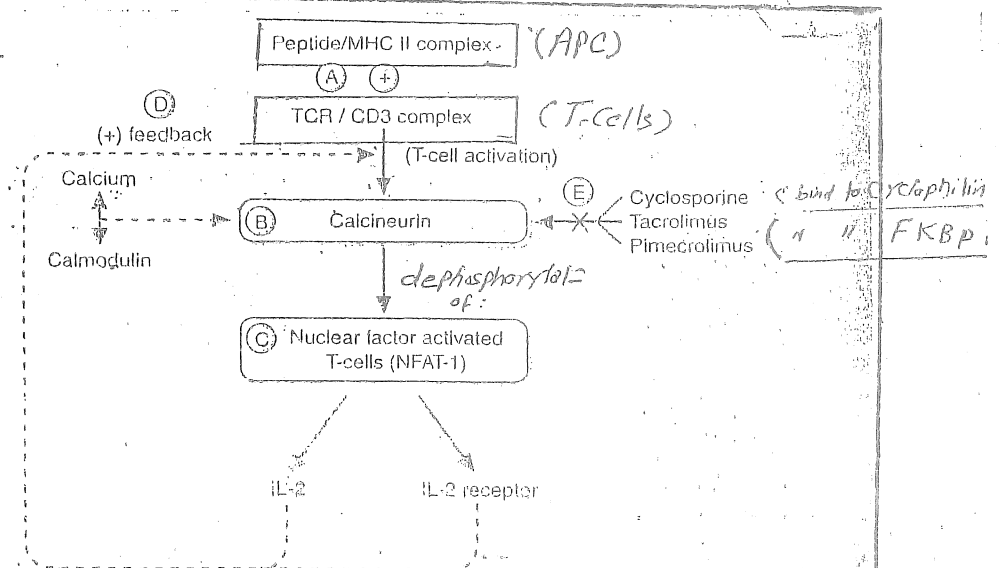 Peptide/MHC II complex (APC)
A +
D
TCR / CD3 complex (T-Cells)
(+) feedback
(T-cell activation)
Calcium
E
Cyclosporine ( bind to Cyclophilin
B Calcineurin
Tacrolimus
Pimecrolimus ( " " FKBP
Calmodulin
dephosphorylat=
of:
C Nuclear factor activated
T-cells (NFAT-1)
IL-2 IL-2 receptor